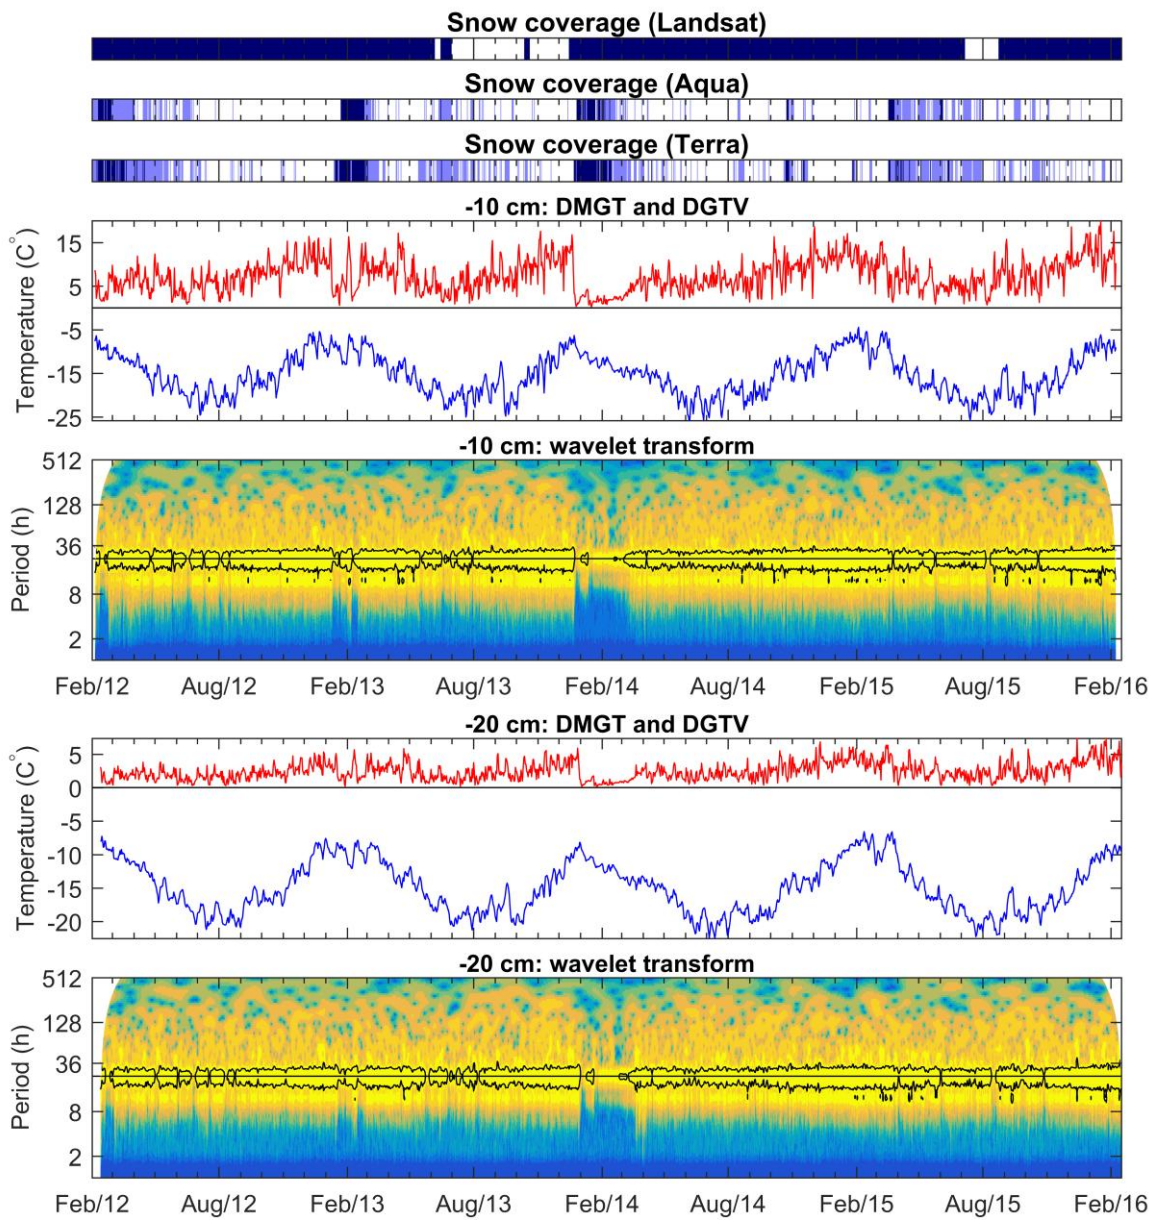 Snow coverage (Landsat)
Snow coverage (Aqua)
Snow coverage (Terra)
-10 cm: DMGT and DGTV
Temperature (C°)
15
5
-5
-15
-25
-10 cm: wavelet transform
Period (h)
512
128
36
8
2
Feb/12 Aug/12 Feb/13 Aug/13 Feb/14 Aug/14 Feb/15 Aug/15 Feb/16
-20 cm: DMGT and DGTV
Temperature (C°)
5
0
-5
-10
-15
-20
-20 cm: wavelet transform
Period (h)
512
128
36
8
2
Feb/12 Aug/12 Feb/13 Aug/13 Feb/14 Aug/14 Feb/15 Aug/15 Feb/16